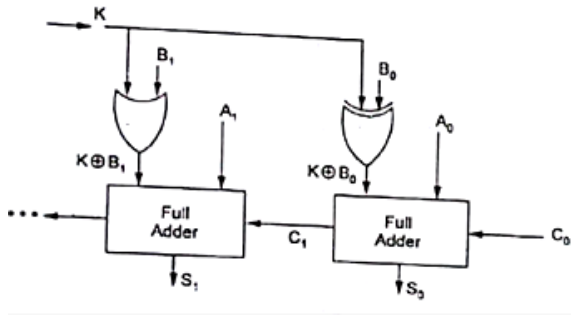 K
B₁
B₀
A₁
A₀
K⊕B₁
K⊕B₀
Full
Adder
C₁
Full
Adder
C₀
S₁
S₀